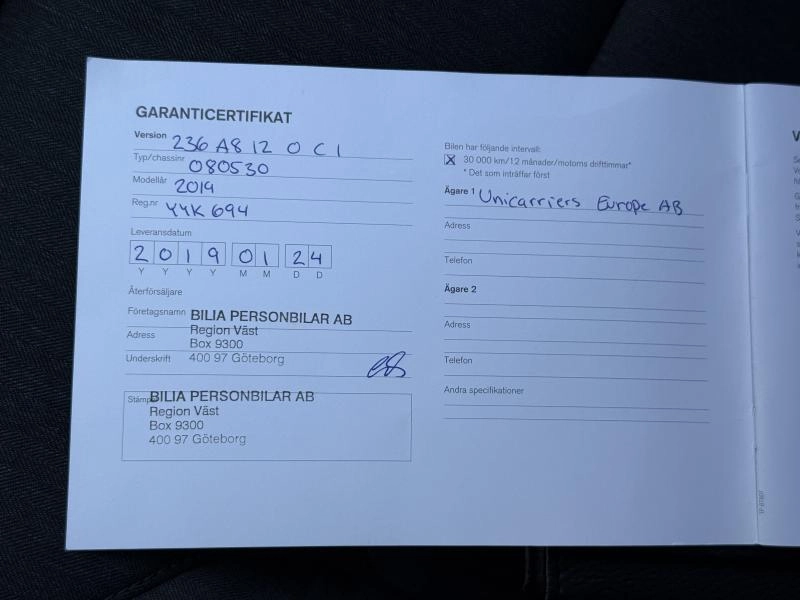 GARANTICERTIFIKAT
Version 236 A8 12 0 C 1
Typ/chassinr 080530
Modellår 2019
Reg.nr YYK 694
Leveransdatum
2 0 1 9 0 1 2 4
Y Y Y Y M M D D
Återförsäljare
Företagsnamn BILIA PERSONBILAR AB
Region Väst
Adress
Box 9300
Underskrift 400 97 Göteborg
Stämpel
BILIA PERSONBILAR AB
Region Väst
Box 9300
400 97 Göteborg
Bilen har följande intervall:
X 30 000 km/12 månader/motorns drifttimmar*
* Det som inträffar först
Ägare 1 Unicarriers Europe AB
Adress
Telefon
Ägare 2
Adress
Telefon
Andra specifikationer